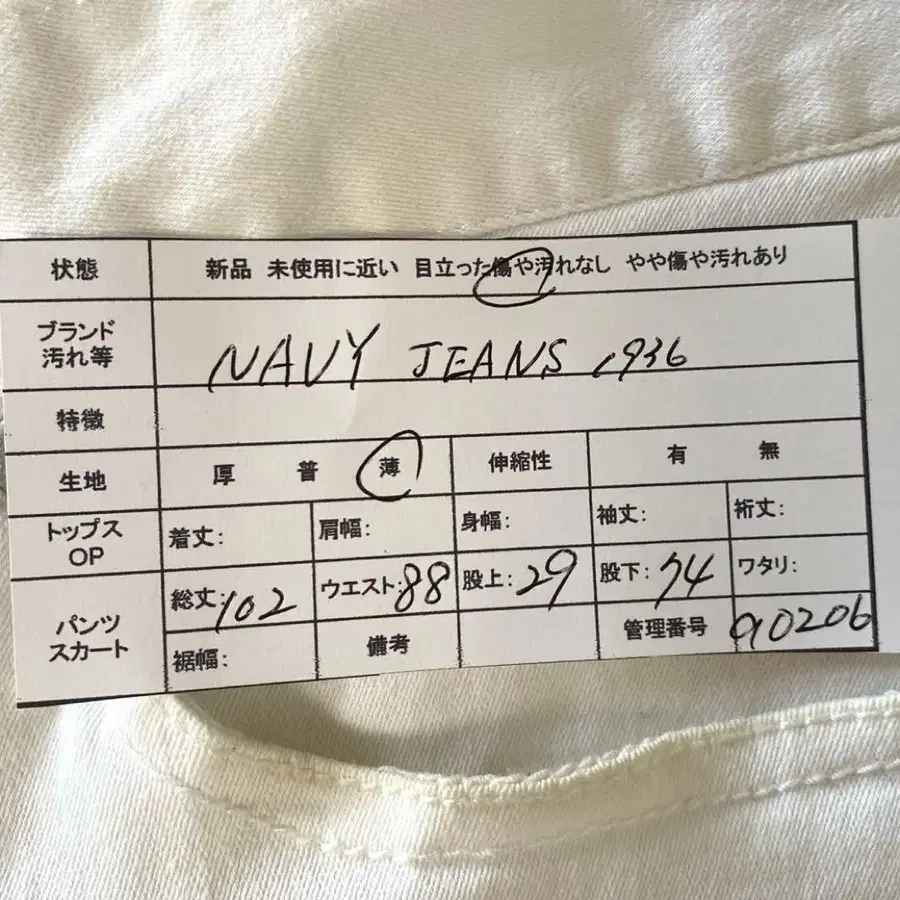 状態 新品 未使用に近い 目立った傷や汚れなし やや傷や汚れあり
ブランド
汚れ等
NAVY JEANS 1936
特徴
生地 厚 普 薄 伸縮性 有 無
トップス
OP
着丈: 肩幅: 身幅: 袖丈: 裄丈:
パンツ
スカート
総丈:102 ウエスト:88 股上:29 股下:74 ワタリ:
裾幅: 備考 管理番号 a0206